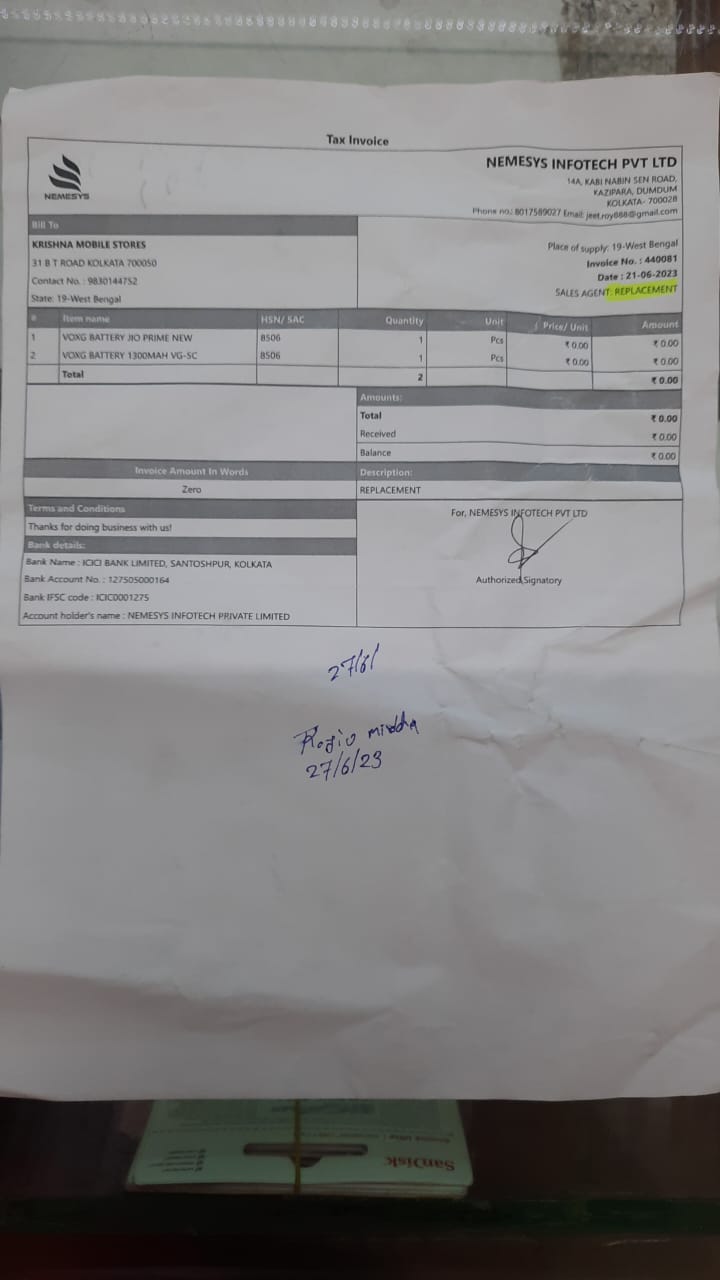 Tax Invoice
NEMESYS
NEMESYS INFOTECH PVT LTD
14A, KABI NABIN SEN ROAD,
KAZIPARA, DUMDUM
KOLKATA- 700028
Phone no.: 8017589027 Email: jeet.roy888@gmail.com
Bill To
KRISHNA MOBILE STORES
31 B T ROAD KOLKATA 700050
Contact No. : 9830144752
State: 19-West Bengal
Place of supply: 19-West Bengal
Invoice No. : 440081
Date : 21-06-2023
SALES AGENT: REPLACEMENT
# Item name HSN/ SAC Quantity Unit Price/ Unit Amount
1 VOXG BATTERY JIO PRIME NEW 8506 1 Pcs ₹ 0.00 ₹ 0.00
2 VOXG BATTERY 1300MAH VG-5C 8506 1 Pcs ₹ 0.00 ₹ 0.00
Total 2 ₹ 0.00
Amounts:
Total ₹ 0.00
Received ₹ 0.00
Balance ₹ 0.00
Invoice Amount In Words
Zero
Description:
REPLACEMENT
Terms and Conditions
Thanks for doing business with us!
Bank details:
Bank Name : ICICI BANK LIMITED, SANTOSHPUR, KOLKATA
Bank Account No. : 127505000164
Bank IFSC code : ICIC0001275
Account holder's name : NEMESYS INFOTECH PRIVATE LIMITED
For, NEMESYS INFOTECH PVT LTD
Authorized Signatory
27/6/
27/6/23
SanDisk